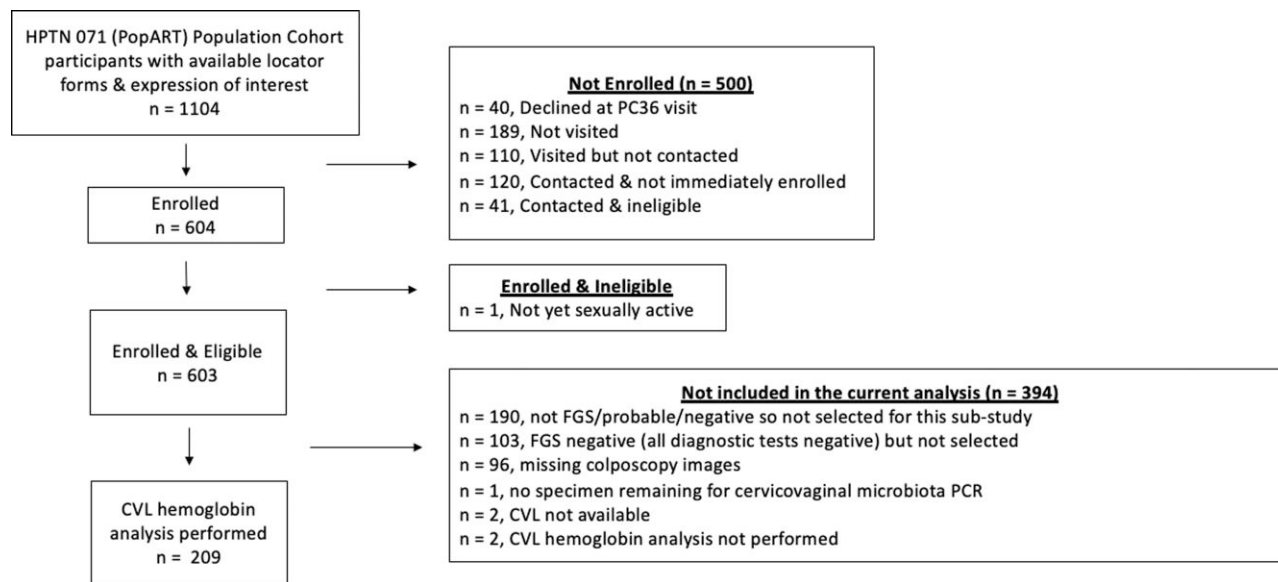 HPTN 071 (PopART) Population Cohort
participants with available locator
forms & expression of interest
n = 1104
Not Enrolled (n = 500)
n = 40, Declined at PC36 visit
n = 189, Not visited
n = 110, Visited but not contacted
n = 120, Contacted & not immediately enrolled
n = 41, Contacted & ineligible
Enrolled
n = 604
Enrolled & Ineligible
n = 1, Not yet sexually active
Enrolled & Eligible
n = 603
Not included in the current analysis (n = 394)
n = 190, not FGS/probable/negative so not selected for this sub-study
n = 103, FGS negative (all diagnostic tests negative) but not selected
n = 96, missing colposcopy images
n = 1, no specimen remaining for cervicovaginal microbiota PCR
n = 2, CVL not available
n = 2, CVL hemoglobin analysis not performed
CVL hemoglobin
analysis performed
n = 209